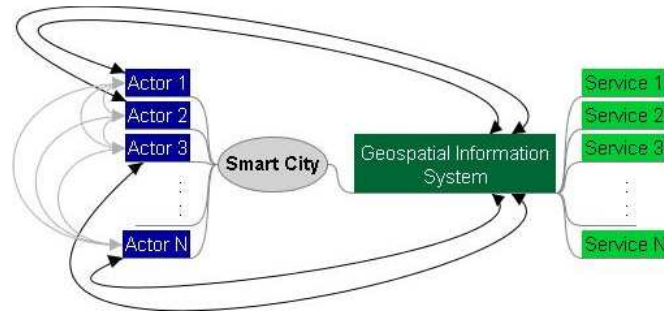 Actor 1
Actor 2
Actor 3
Actor N
Smart City
Geospatial Information
System
Service 1
Service 2
Service 3
Service N